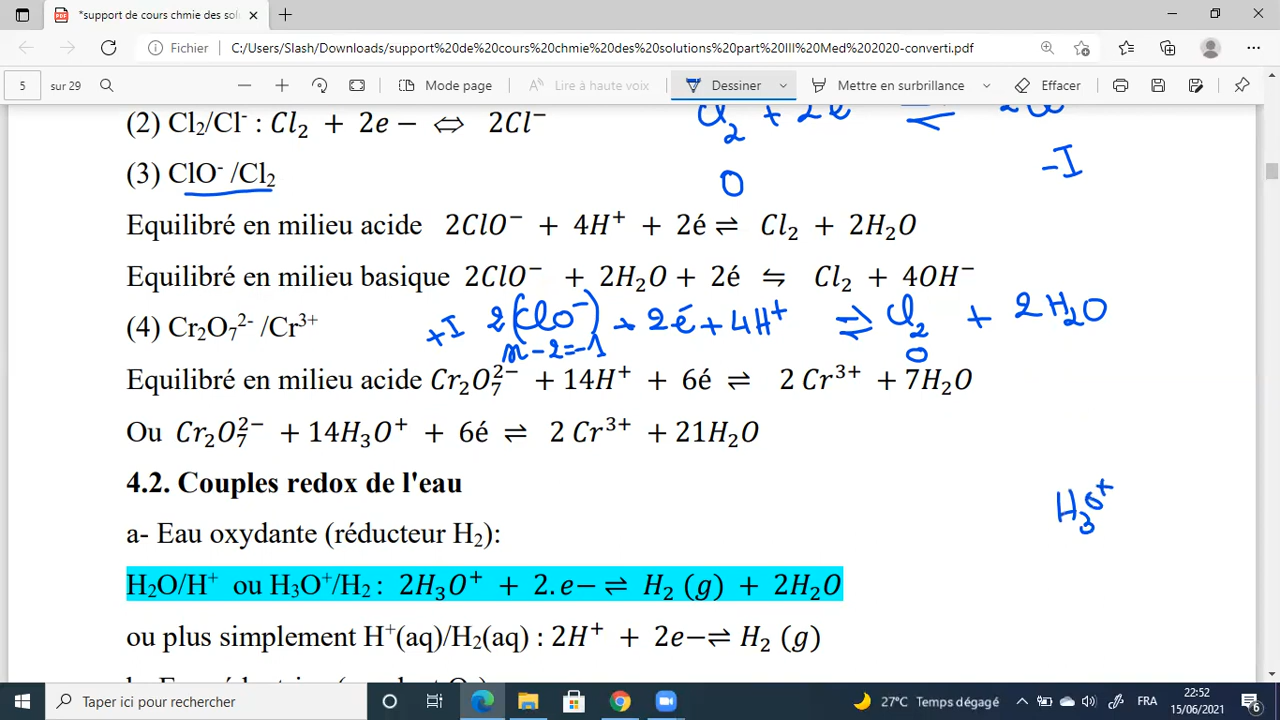 *support de cours chmie des sol
Fichier C:/Users/Slash/Downloads/support%20de%20cours%20chmie%20des%20solutions%20part%20III%20Med%202020-converti.pdf
5 sur 29 Mode page Lire à haute voix Dessiner Mettre en surbrillance Effacer
(2) Cl₂/Cl⁻ : Cl₂ + 2e − ⇔ 2Cl⁻
Cl₂ + 2e
0 -I
(3) ClO⁻ /Cl₂
Equilibré en milieu acide 2ClO⁻ + 4H⁺ + 2é ⇌ Cl₂ + 2H₂O
Equilibré en milieu basique 2ClO⁻ + 2H₂O + 2é ⇋ Cl₂ + 4OH⁻
+I 2(ClO⁻) + 2é + 4H⁺ ⇌ Cl₂ + 2H₂O
n-2=-1 0
(4) Cr₂O₇²⁻ /Cr³⁺
Equilibré en milieu acide Cr₂O₇²⁻ + 14H⁺ + 6é ⇌ 2 Cr³⁺ + 7H₂O
Ou Cr₂O₇²⁻ + 14H₃O⁺ + 6é ⇌ 2 Cr³⁺ + 21H₂O
4.2. Couples redox de l'eau
H₃O⁺
a- Eau oxydante (réducteur H₂):
H₂O/H⁺ ou H₃O⁺/H₂ : 2H₃O⁺ + 2.e− ⇌ H₂ (g) + 2H₂O
ou plus simplement H⁺(aq)/H₂(aq) : 2H⁺ + 2e−⇌ H₂ (g)
Taper ici pour rechercher 27°C Temps dégagé FRA 22:52
15/06/2021 6